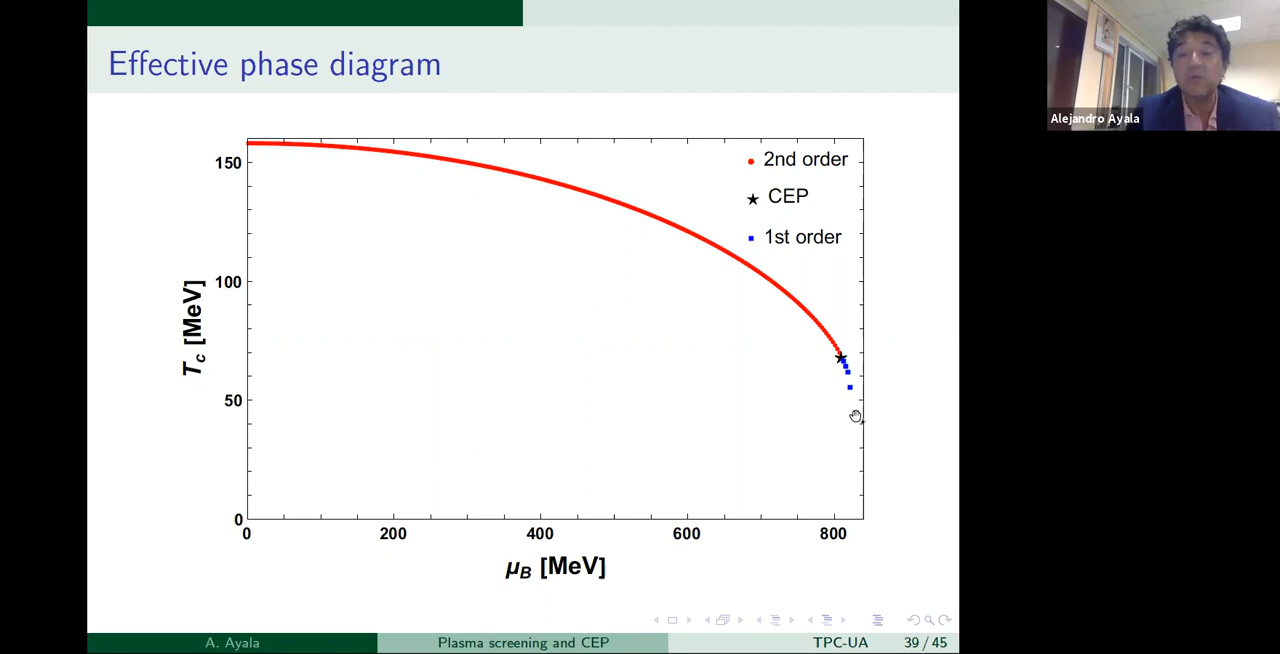 Effective phase diagram
Alejandro Ayala
2nd order
CEP
1st order
150
100
50
0
T_c [MeV]
0 200 400 600 800
μ_B [MeV]
A. Ayala Plasma screening and CEP TPC-UA 39 / 45